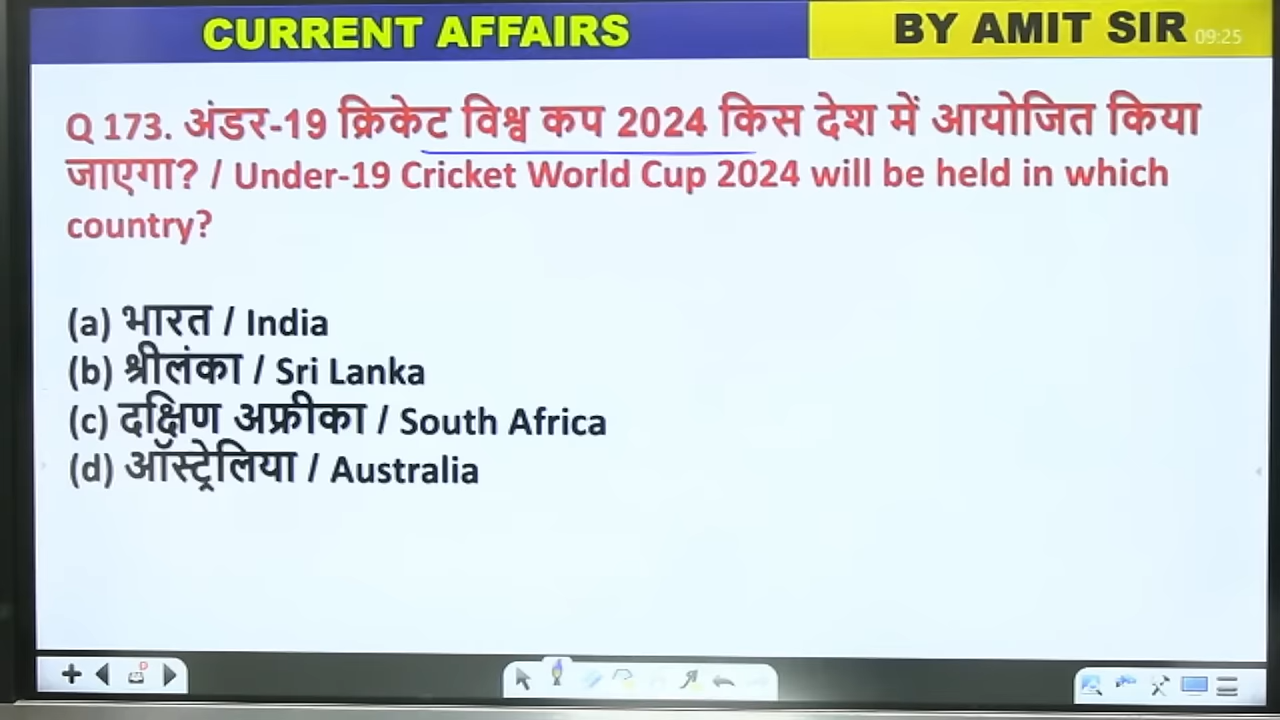 CURRENT AFFAIRS
BY AMIT SIR
09:25
Q 173. अंडर-19 क्रिकेट विश्व कप 2024 किस देश में आयोजित किया
जाएगा? / Under-19 Cricket World Cup 2024 will be held in which
country?
(a) भारत / India
(b) श्रीलंका / Sri Lanka
(c) दक्षिण अफ्रीका / South Africa
(d) ऑस्ट्रेलिया / Australia